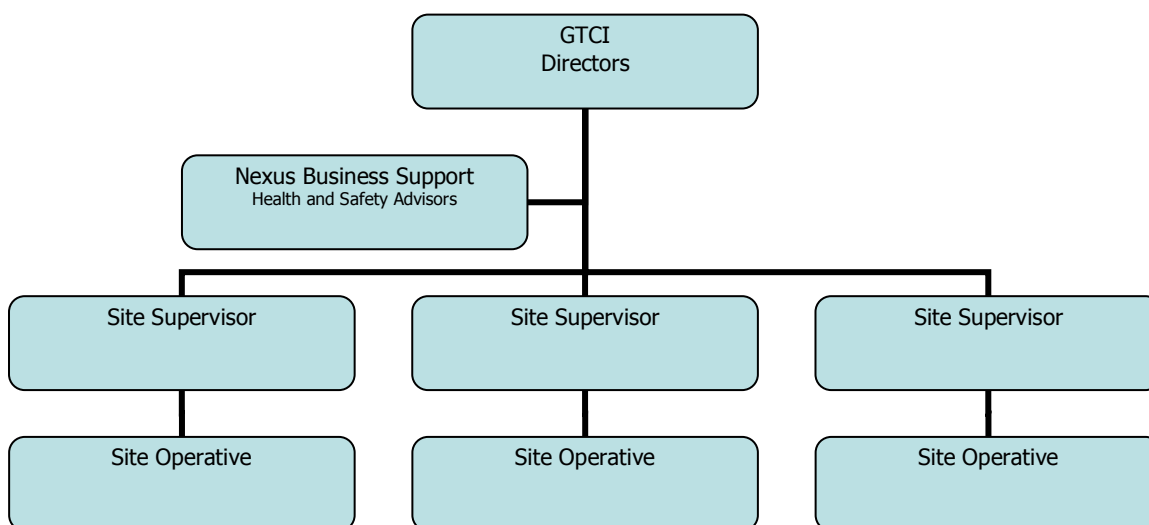 GTCI
Directors
Nexus Business Support
Health and Safety Advisors
Site Supervisor
Site Supervisor
Site Supervisor
Site Operative
Site Operative
Site Operative